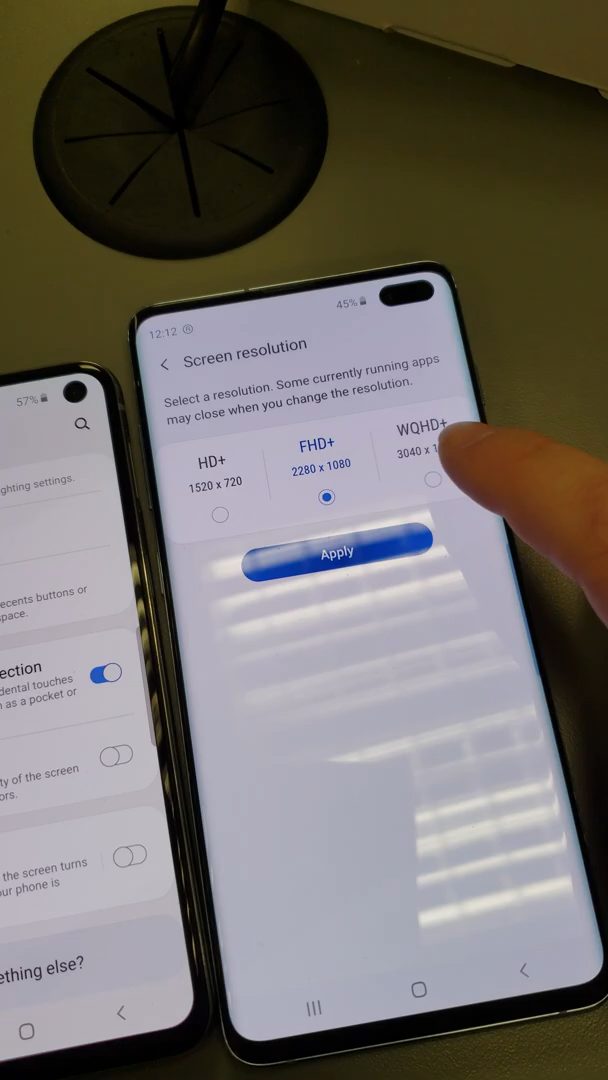 57%
ghting settings.
ecents buttons or
space.
ection
dental touches
n as a pocket or
ty of the screen
ors.
the screen turns
our phone is
ething else?
12:12 ®
45%
Screen resolution
Select a resolution. Some currently running apps
may close when you change the resolution.
HD+
1520 x 720
FHD+
2280 x 1080
WQHD+
3040 x 1
Apply